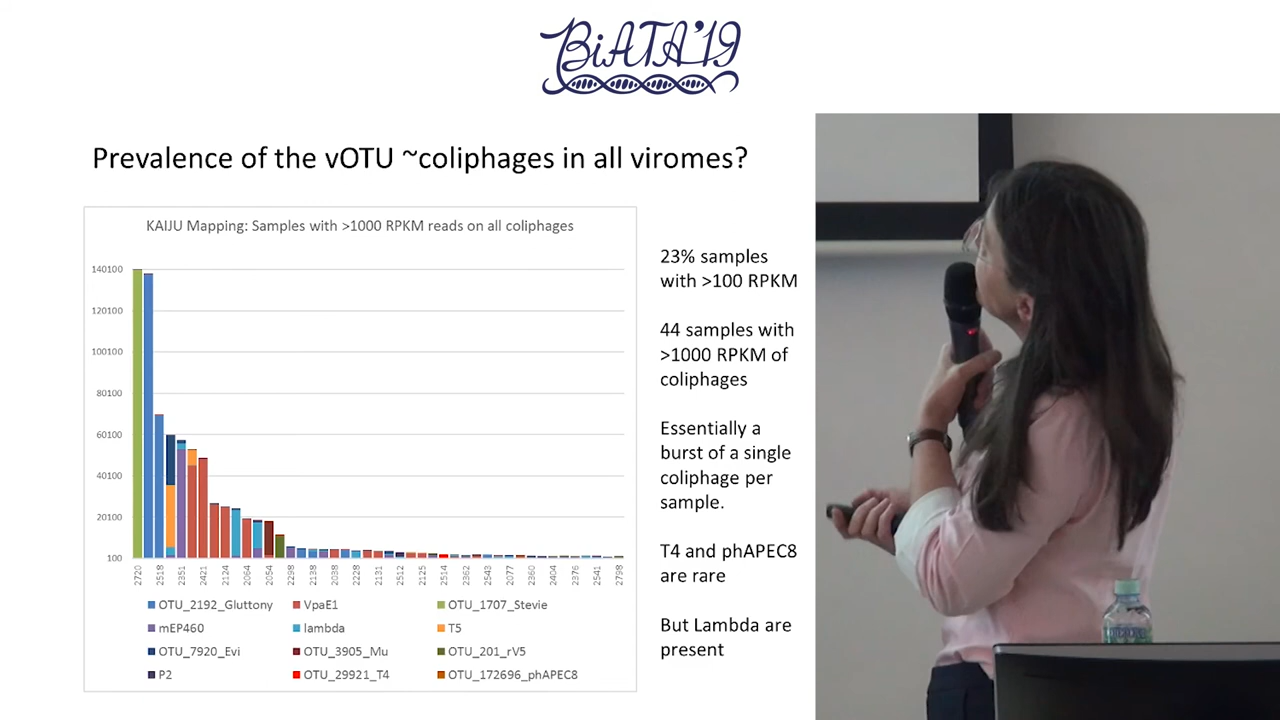 BiATA'19
Prevalence of the vOTU ~coliphages in all viromes?
KAIJU Mapping: Samples with >1000 RPKM reads on all coliphages
140100
120100
100100
80100
60100
40100
20100
100
2720
2518
2351
2421
2124
2064
2054
2298
2138
2038
2228
2131
2512
2125
2514
2362
2543
2077
2360
2404
2376
2541
2798
OTU_2192_Gluttony
VpaE1
OTU_1707_Stevie
mEP460
lambda
T5
OTU_7920_Evi
OTU_3905_Mu
OTU_201_rV5
P2
OTU_29921_T4
OTU_172696_phAPEC8
23% samples
with >100 RPKM
44 samples with
>1000 RPKM of
coliphages
Essentially a
burst of a single
coliphage per
sample.
T4 and phAPEC8
are rare
But Lambda are
present